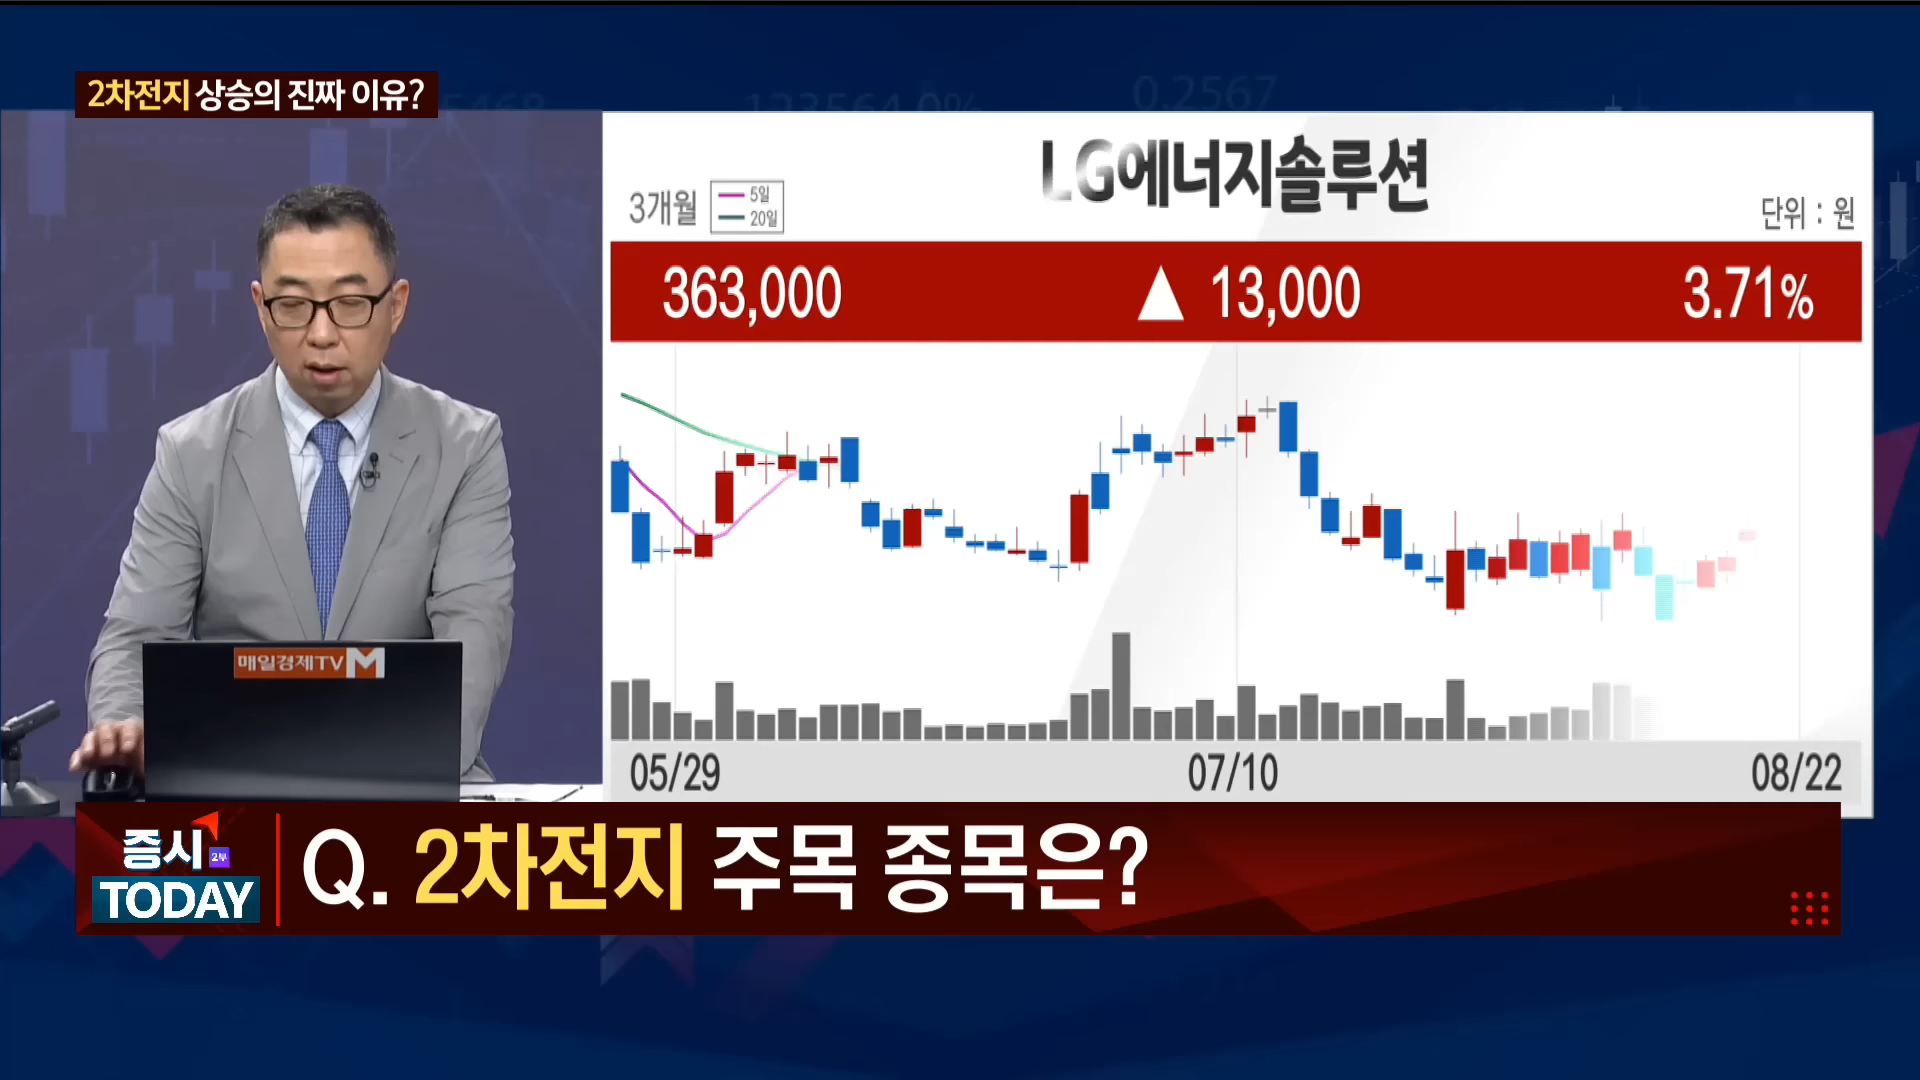 2차전지 상승의 진짜 이유?
0.2567
LG에너지솔루션
3개월
5일
20일
단위 : 원
363,000 ▲ 13,000 3.71%
05/29 07/10 08/22
매일경제TV M
증시 2부
TODAY
Q. 2차전지 주목 종목은?